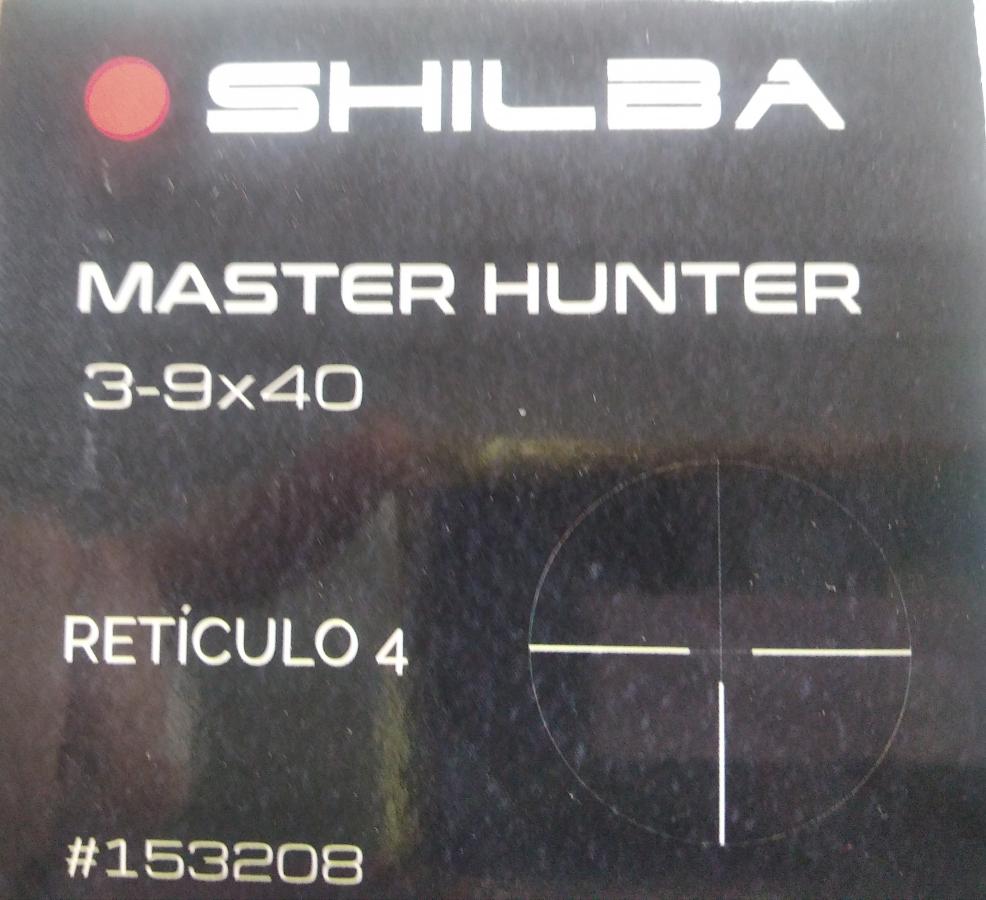 SHILBA
MASTER HUNTER
3-9x40
RETÍCULO 4
#153208